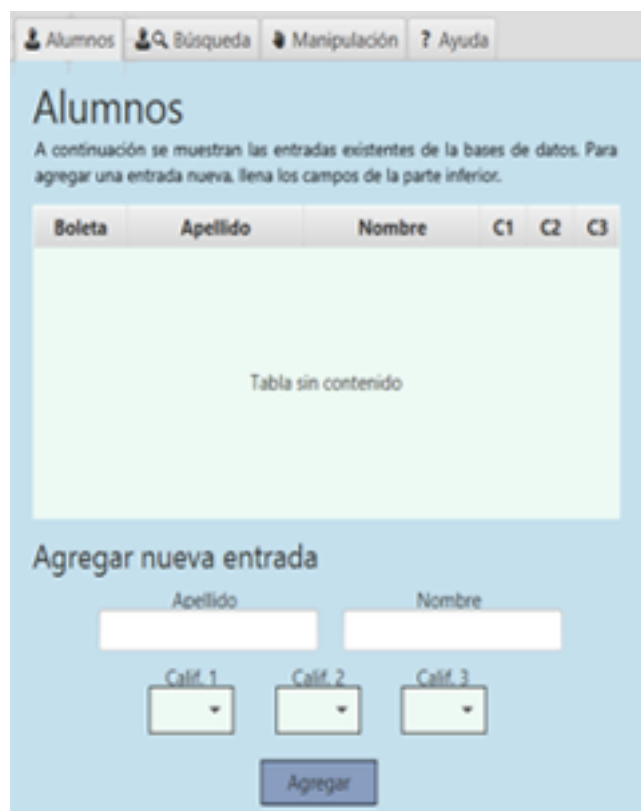 Alumnos Búsqueda Manipulación ? Ayuda
Alumnos
A continuación se muestran las entradas existentes de la bases de datos. Para
agregar una entrada nueva, llena los campos de la parte inferior.
Boleta Apellido Nombre C1 C2 C3
Tabla sin contenido
Agregar nueva entrada
Apellido Nombre
Calif. 1 Calif. 2 Calif. 3
Agregar